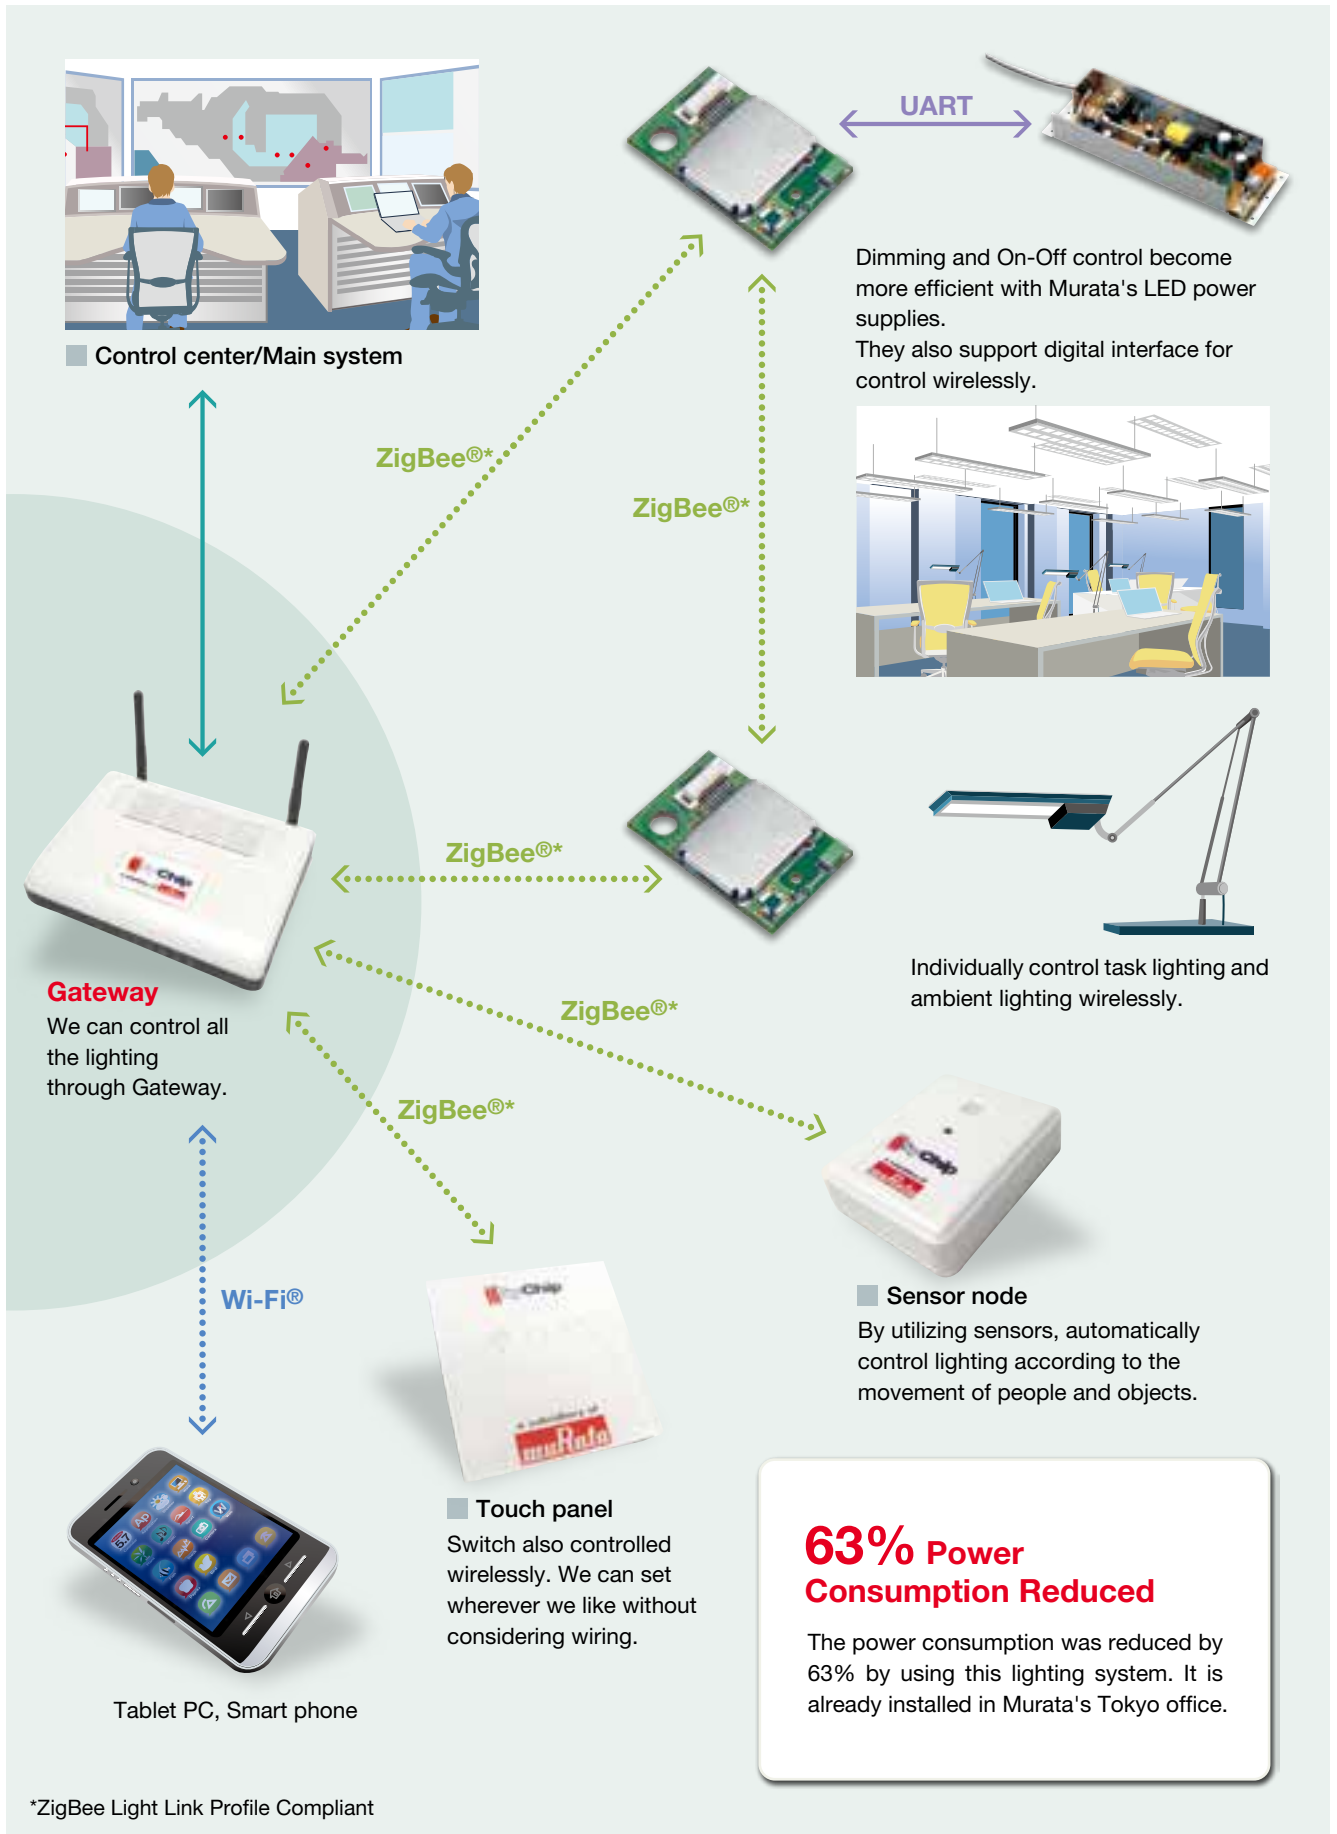 UART
Dimming and On-Off control become
more efficient with Murata's LED power
supplies.
They also support digital interface for
control wirelessly.
Control center/Main system
ZigBee®*
ZigBee®*
ZigBee®*
Individually control task lighting and
ambient lighting wirelessly.
Gateway
We can control all
the lighting
through Gateway.
ZigBee®*
ZigBee®*
Wi-Fi®
Sensor node
By utilizing sensors, automatically
control lighting according to the
movement of people and objects.
a subsidiary of
muRata
Touch panel
Switch also controlled
wirelessly. We can set
wherever we like without
considering wiring.
Tablet PC, Smart phone
63% Power
Consumption Reduced
The power consumption was reduced by
63% by using this lighting system. It is
already installed in Murata's Tokyo office.
*ZigBee Light Link Profile Compliant